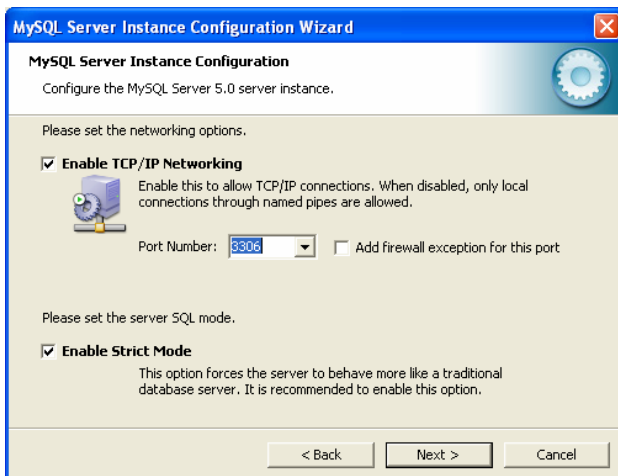 MySQL Server Instance Configuration Wizard
MySQL Server Instance Configuration
Configure the MySQL Server 5.0 server instance.
Please set the networking options.
Enable TCP/IP Networking
Enable this to allow TCP/IP connections. When disabled, only local
connections through named pipes are allowed.
Port Number: 3306 Add firewall exception for this port
Please set the server SQL mode.
Enable Strict Mode
This option forces the server to behave more like a traditional
database server. It is recommended to enable this option.
< Back Next > Cancel